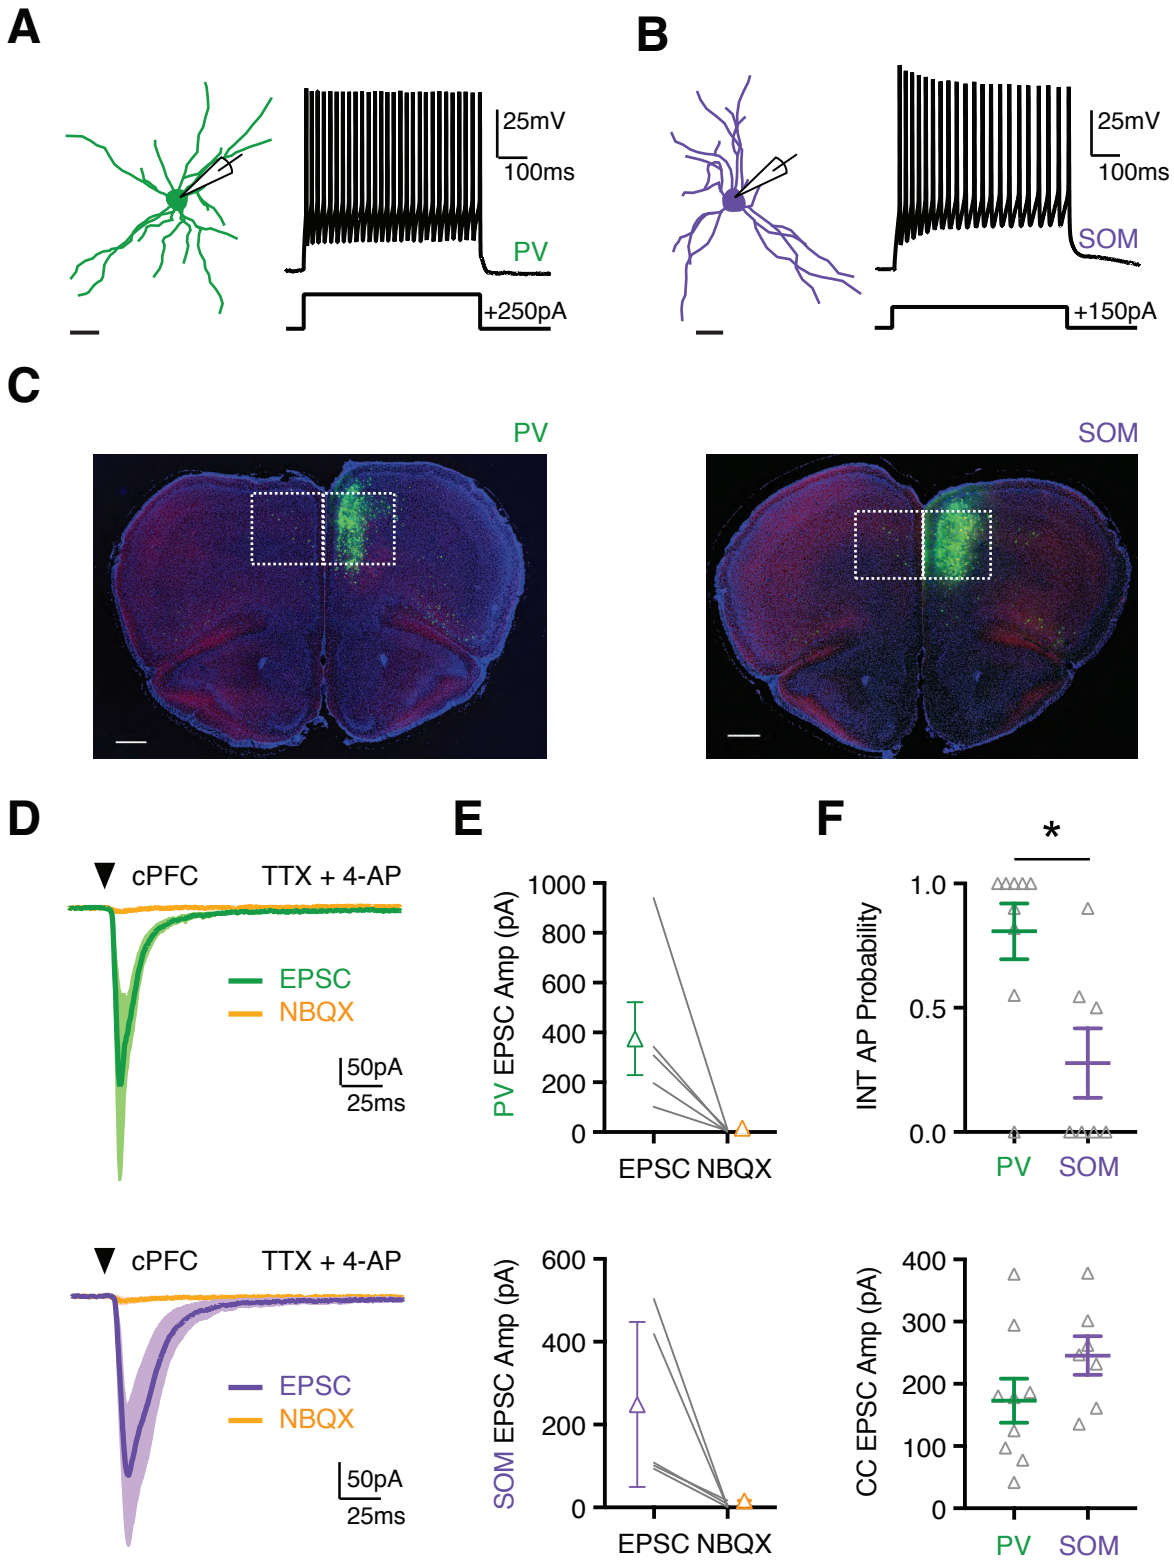 A
25mV
100ms
PV
+250pA
B
25mV
100ms
SOM
+150pA
C
PV
SOM
D
cPFC TTX + 4-AP
EPSC
NBQX
50pA
25ms
cPFC TTX + 4-AP
EPSC
NBQX
50pA
25ms
E
PV EPSC Amp (pA)
1000
800
600
400
200
0
EPSC NBQX
SOM EPSC Amp (pA)
600
400
200
0
EPSC NBQX
F
*
INT AP Probability
1.0
0.5
0.0
PV SOM
CC EPSC Amp (pA)
400
300
200
100
0
PV SOM